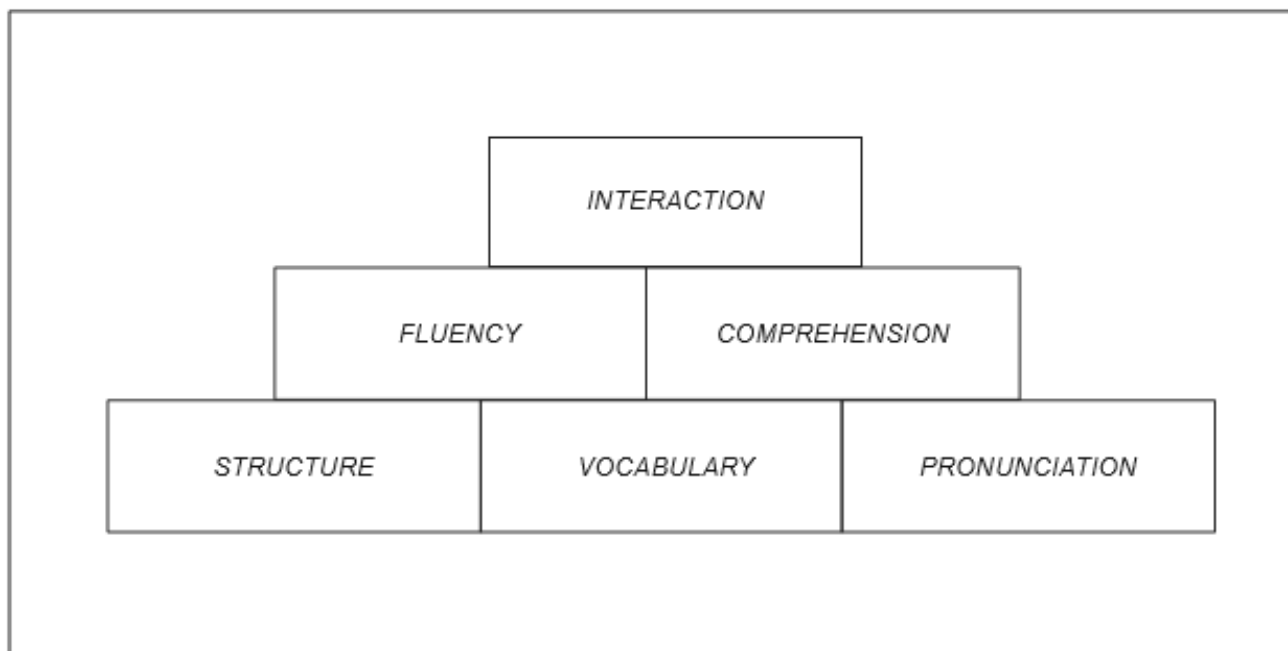 INTERACTION
FLUENCY COMPREHENSION
STRUCTURE VOCABULARY PRONUNCIATION